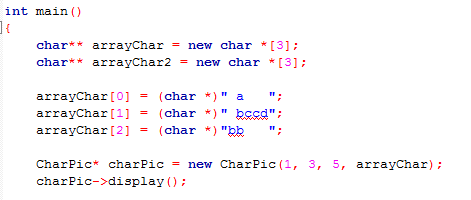 int main()
{
    char** arrayChar = new char *[3];
    char** arrayChar2 = new char *[3];
    arrayChar[0] = (char *)" a   ";
    arrayChar[1] = (char *)" bccd";
    arrayChar[2] = (char *)"bb   ";
    CharPic* charPic = new CharPic(1, 3, 5, arrayChar);
    charPic->display();